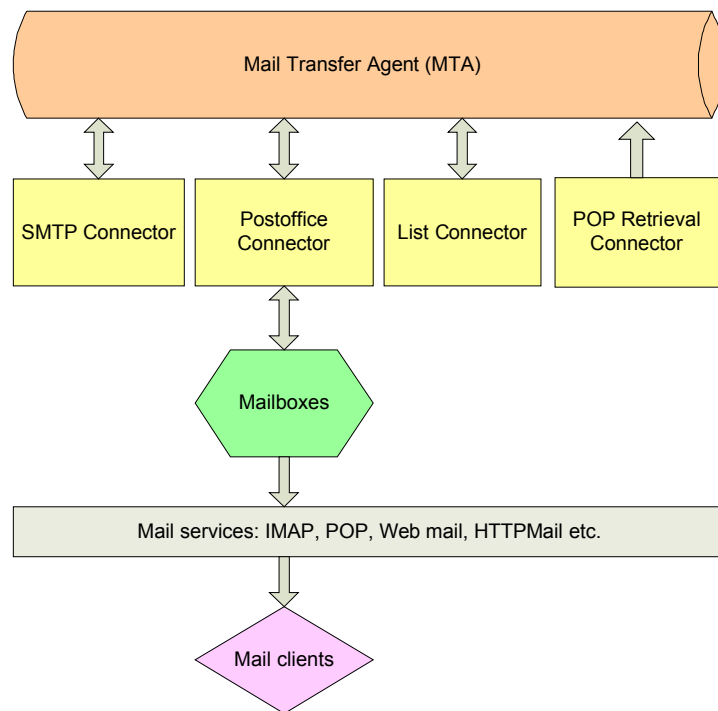 Mail Transfer Agent (MTA)
SMTP Connector
Postoffice
Connector
List Connector
POP Retrieval
Connector
Mailboxes
Mail services: IMAP, POP, Web mail, HTTPMail etc.
Mail clients